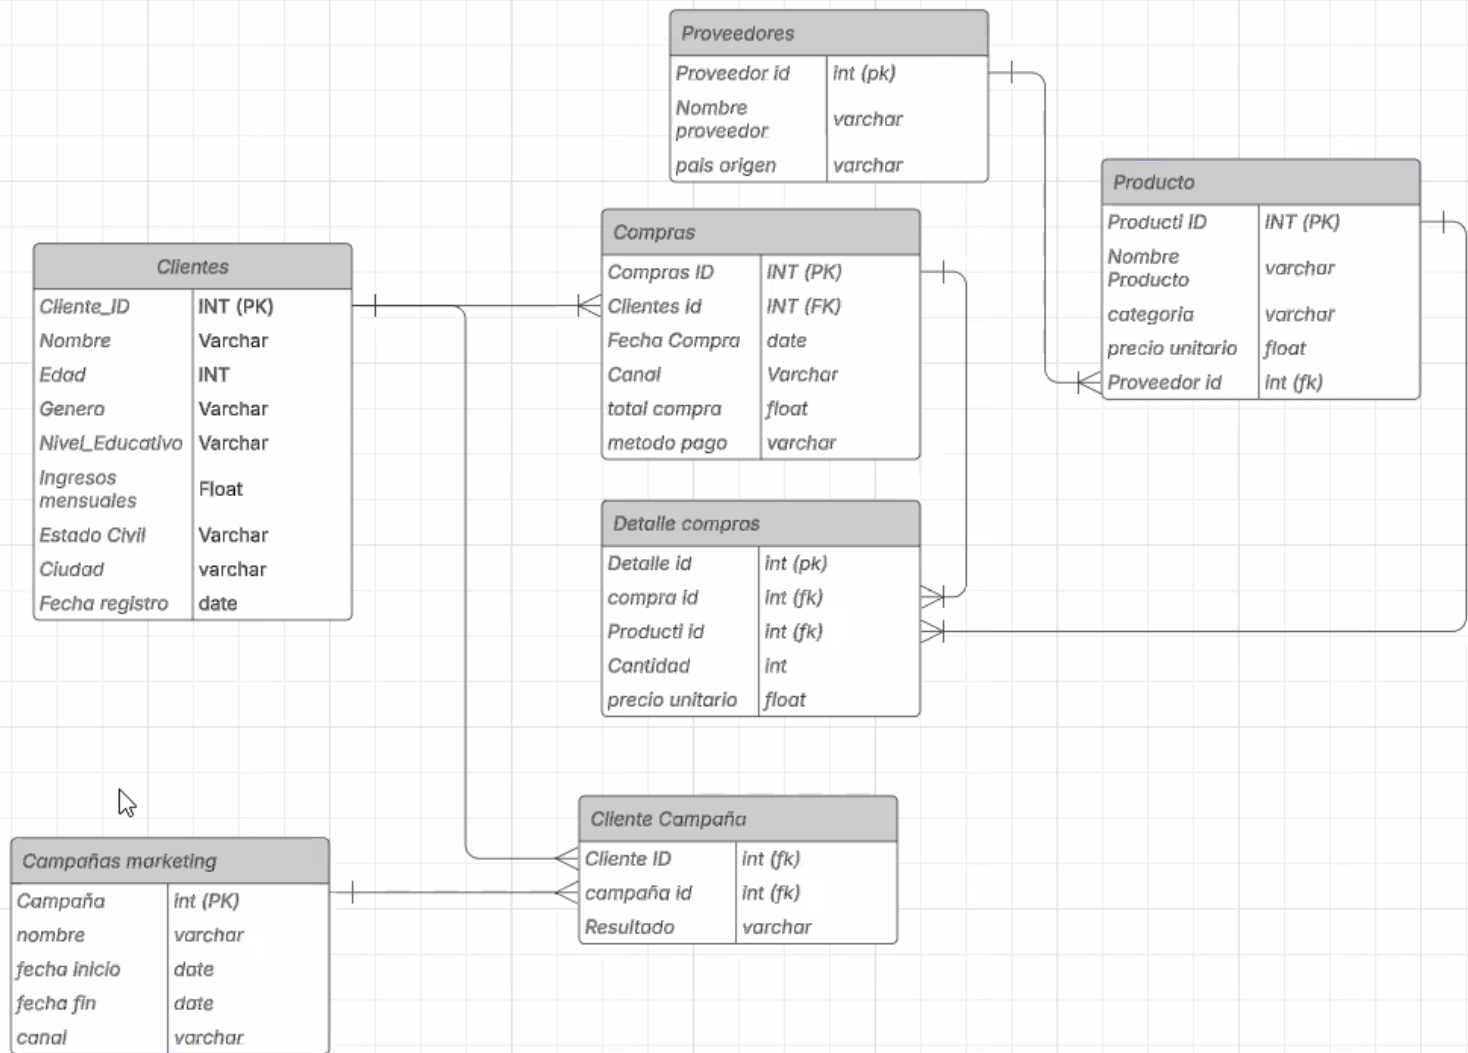 Proveedores
Proveedor id int (pk)
Nombre
proveedor varchar
pais origen varchar
Producto
Producti ID INT (PK)
Nombre
Producto varchar
categoria varchar
precio unitario float
Proveedor id int (fk)
Compras
Compras ID INT (PK)
Clientes id INT (FK)
Fecha Compra date
Canal Varchar
total compra float
metodo pago varchar
Clientes
Cliente_ID INT (PK)
Nombre Varchar
Edad INT
Genero Varchar
Nivel_Educativo Varchar
Ingresos
mensuales Float
Estado Civil Varchar
Ciudad varchar
Fecha registro date
Detalle compras
Detalle id int (pk)
compra id int (fk)
Producti id int (fk)
Cantidad int
precio unitario float
Cliente Campaña
Cliente ID int (fk)
campaña id int (fk)
Resultado varchar
Campañas marketing
Campaña int (PK)
nombre varchar
fecha inicio date
fecha fin date
canal varchar